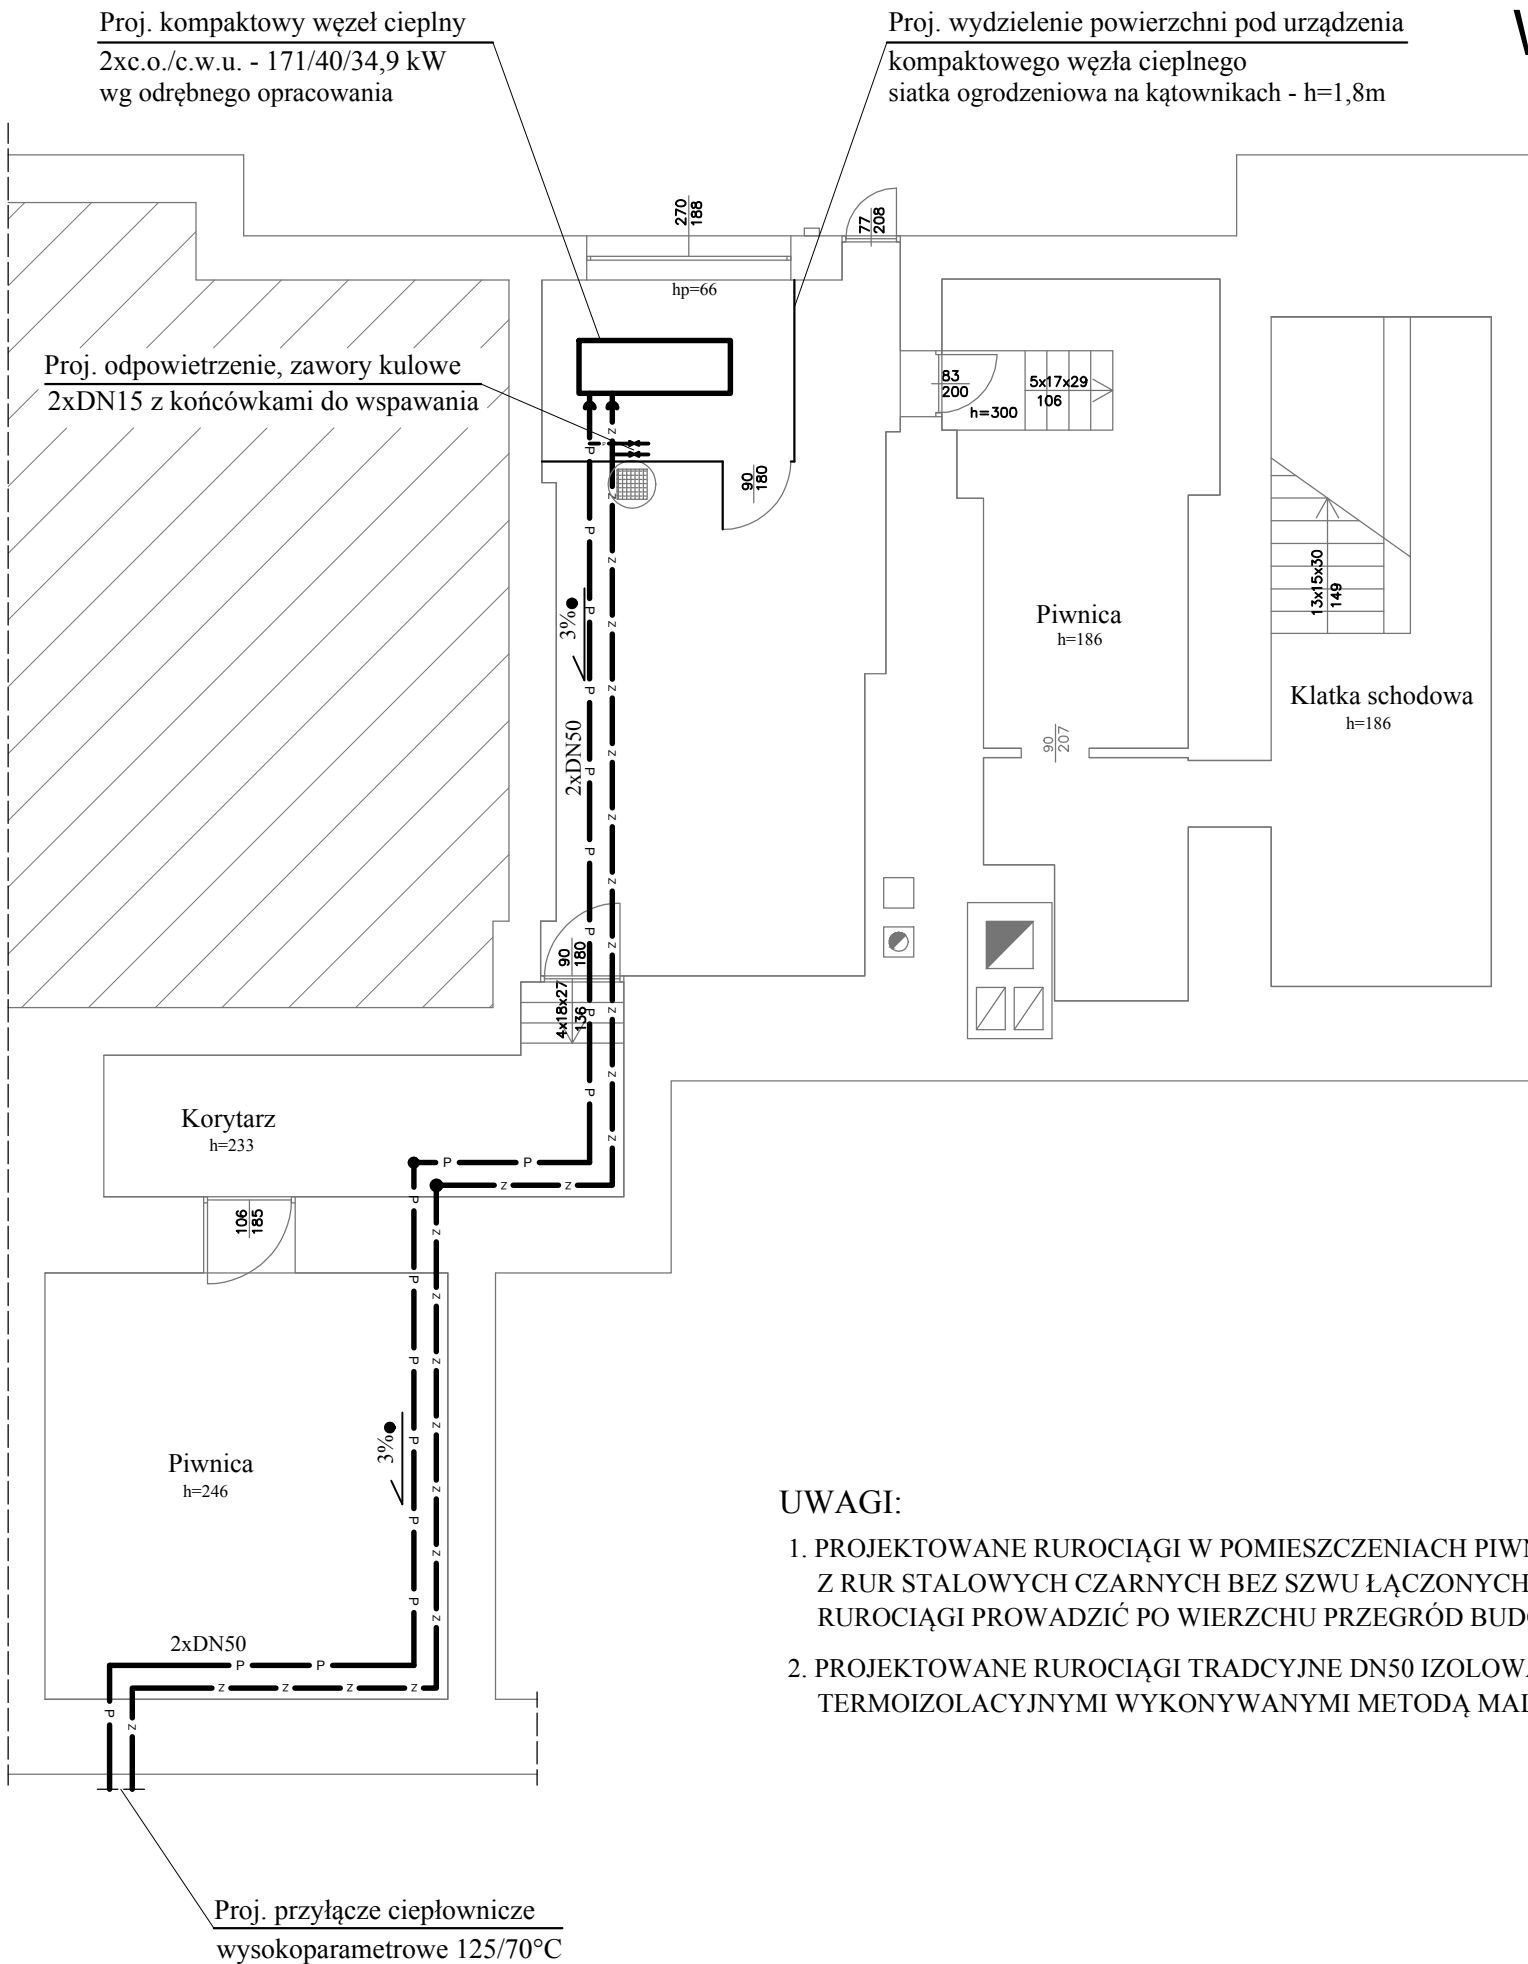 Proj. kompaktowy węzeł cieplny
2xc.o./c.w.u. - 171/40/34,9 kW
wg odrębnego opracowania
Proj. wydzielenie powierzchni pod urządzenia
kompaktowego węzła cieplnego
siatka ogrodzeniowa na kątownikach - h=1,8m
270
188
77
208
hp=66
Proj. odpowietrzenie, zawory kulowe
2xDN15 z końcówkami do wspawania
83
200
h=300
5x17x29
106
90
180
13x15x30
149
3%
Piwnica
h=186
Klatka schodowa
h=186
90
207
2xDN50
90
180
4x18x27
136
Korytarz
h=233
106
185
3%
Piwnica
h=246
2xDN50
P
Z
UWAGI:
1. PROJEKTOWANE RUROCIĄGI W POMIESZCZENIACH
Z RUR STALOWYCH CZARNYCH BEZ SZWU ŁĄCZONYCH
RUROCIĄGI PROWADZIĆ PO WIERZCHU PRZEGRÓD
2. PROJEKTOWANE RUROCIĄGI TRADCYJNE DN50
TERMOIZOLACYJNYMI WYKONYWANYMI METODĄ
Proj. przyłącze ciepłownicze
wysokoparametrowe 125/70°C